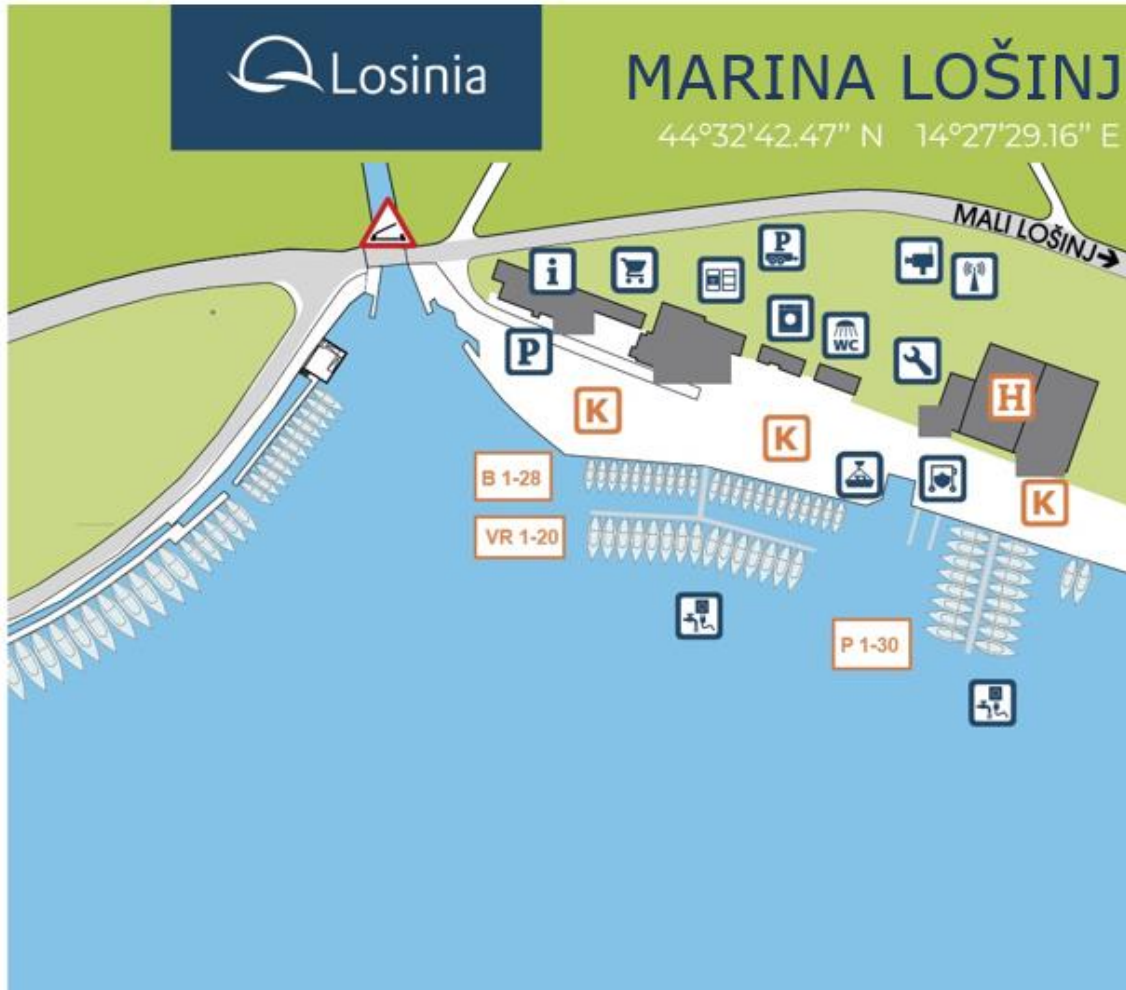 Losinia
MARINA LOŠINJ
44°32'42.47" N 14°27'29.16" E
MALI LOŠINJ
P
i
P
WC
H
K
K
K
B 1-28
VR 1-20
P 1-30